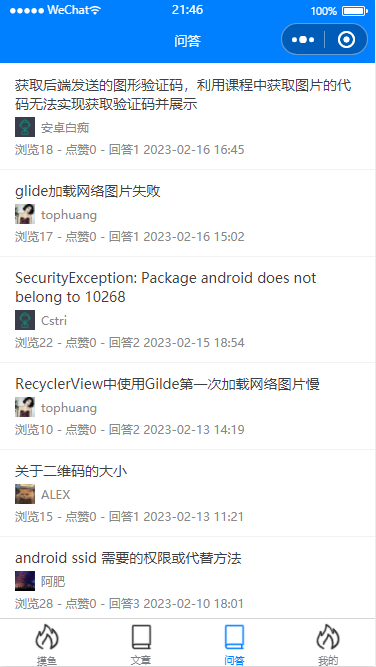 WeChat 21:46 100%
问答
获取后端发送的图形验证码，利用课程中获取图片的代
码无法实现获取验证码并展示
安卓白痴
浏览18 - 点赞0 - 回答1 2023-02-16 16:45
glide加载网络图片失败
tophuang
浏览17 - 点赞0 - 回答1 2023-02-16 15:02
SecurityException: Package android does not
belong to 10268
Cstri
浏览22 - 点赞0 - 回答2 2023-02-15 18:54
RecyclerView中使用Gilde第一次加载网络图片慢
tophuang
浏览10 - 点赞0 - 回答2 2023-02-13 14:19
关于二维码的大小
ALEX
浏览15 - 点赞0 - 回答1 2023-02-13 11:21
android ssid 需要的权限或代替方法
阿肥
浏览28 - 点赞0 - 回答3 2023-02-10 18:01
摸鱼 文章 问答 我的